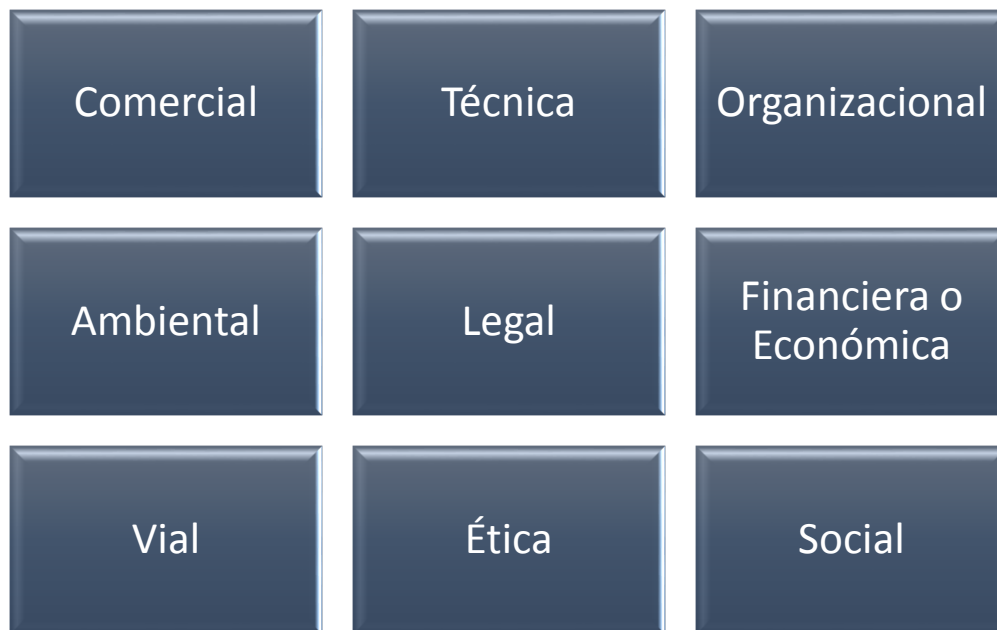 Comercial
Técnica
Organizacional
Ambiental
Legal
Financiera o
Económica
Vial
Ética
Social